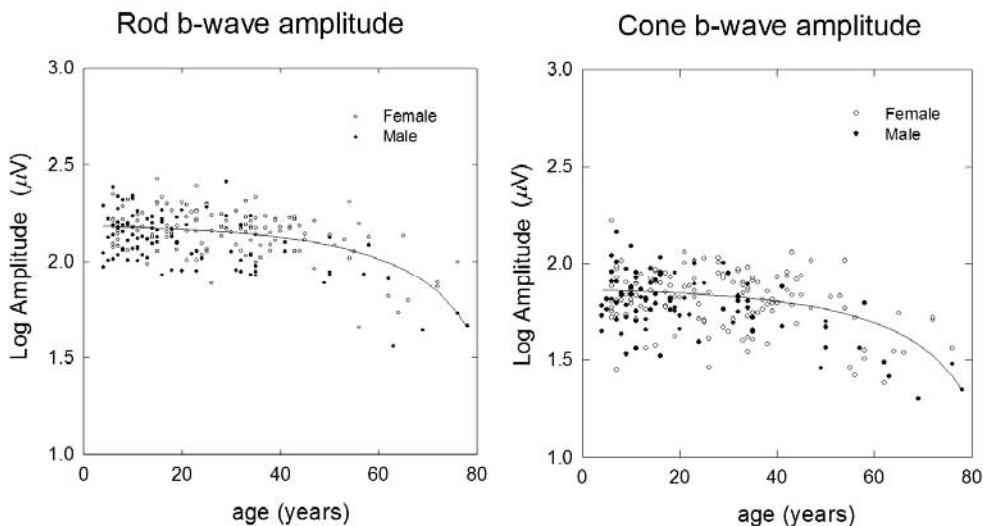 Rod b-wave amplitude
3.0
2.5
2.0
1.5
1.0
Log Amplitude (μV)
Female
Male
0
20
40
60
80
age (years)
Cone b-wave amplitude
3.0
2.5
2.0
1.5
1.0
Log Amplitude (μV)
Female
Male
0
20
40
60
80
age (years)